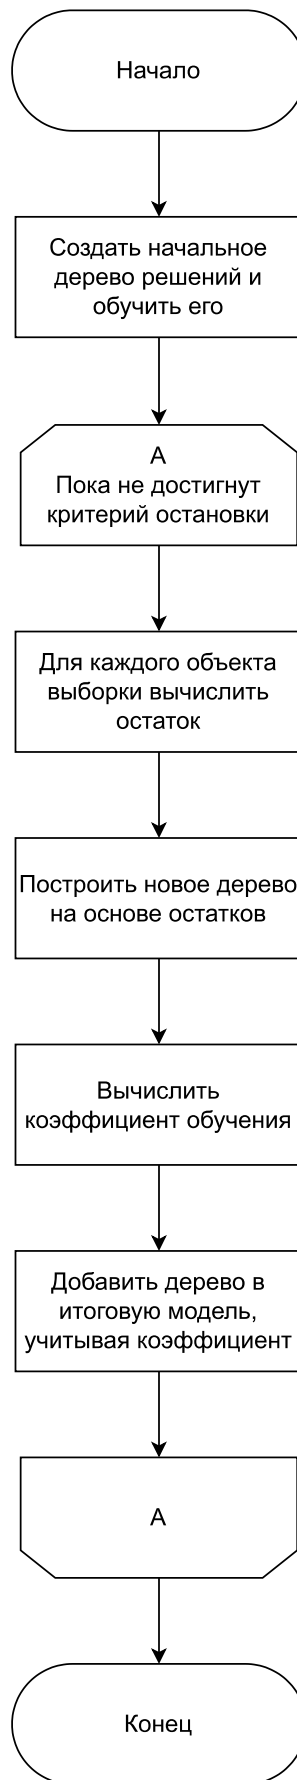 Начало
Создать начальное
дерево решений и
обучить его
А
Пока не достигнут
критерий остановки
Для каждого объекта
выборки вычислить
остаток
Построить новое дерево
на основе остатков
Вычислить
коэффициент обучения
Добавить дерево в
итоговую модель,
учитывая коэффициент
А
Конец